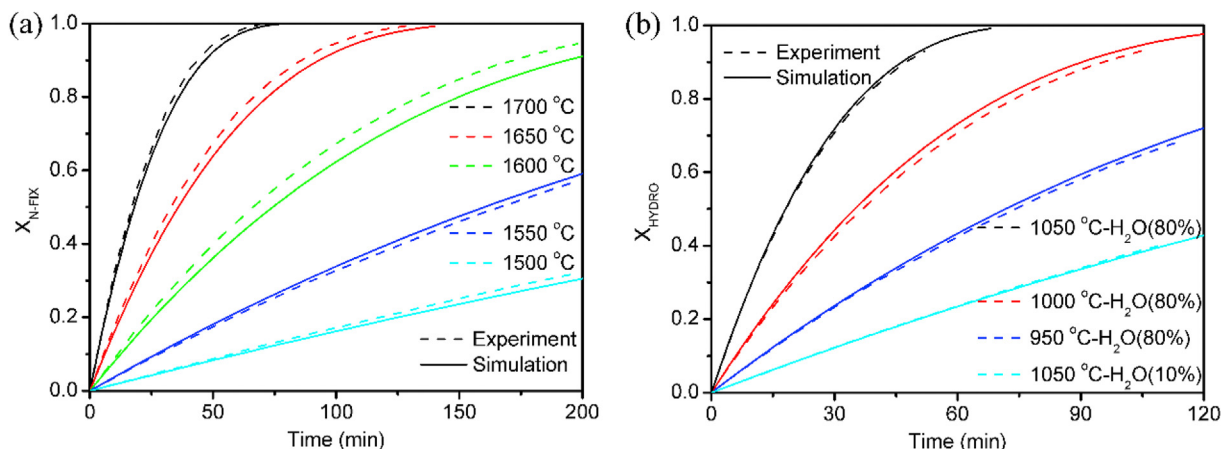 (a)
X_N-FIX
1.0
0.8
0.6
0.4
0.2
0.0
1700 °C
1650 °C
1600 °C
1550 °C
1500 °C
Experiment
Simulation
0
50
100
150
200
Time (min)
(b)
X_HYDRO
1.0
0.8
0.6
0.4
0.2
0.0
Experiment
Simulation
1050 °C-H₂O(80%)
1000 °C-H₂O(80%)
950 °C-H₂O(80%)
1050 °C-H₂O(10%)
0
30
60
90
120
Time (min)